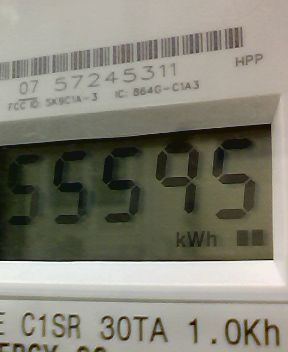 07 57245311 HPP
FCC ID: SK9C1A-3 IC: 864G-C1A3
55595
kWh
E C1SR 30TA 1.0Kh